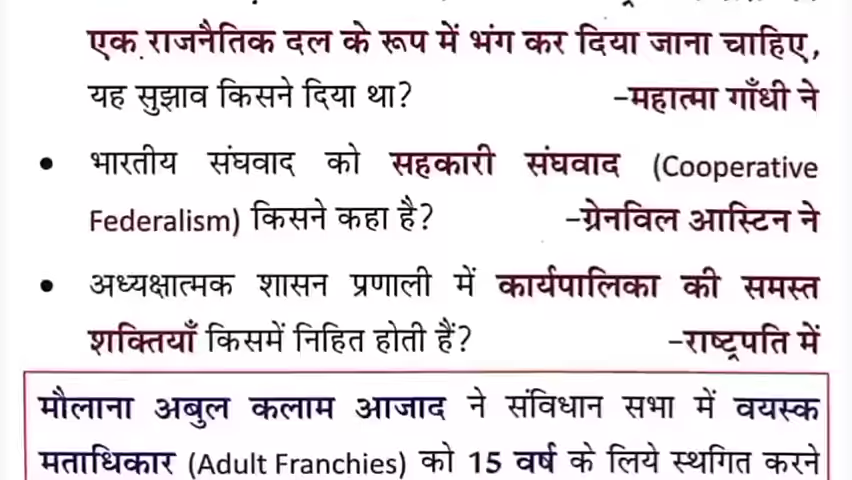 एक राजनैतिक दल के रूप में भंग कर दिया जाना चाहिए,
यह सुझाव किसने दिया था? –महात्मा गाँधी ने
• भारतीय संघवाद को सहकारी संघवाद (Cooperative
Federalism) किसने कहा है? –ग्रेनविल आस्टिन ने
• अध्यक्षात्मक शासन प्रणाली में कार्यपालिका की समस्त
शक्तियाँ किसमें निहित होती हैं? –राष्ट्रपति में
मौलाना अबुल कलाम आजाद ने संविधान सभा में वयस्क
मताधिकार (Adult Franchies) को 15 वर्ष के लिये स्थगित करने